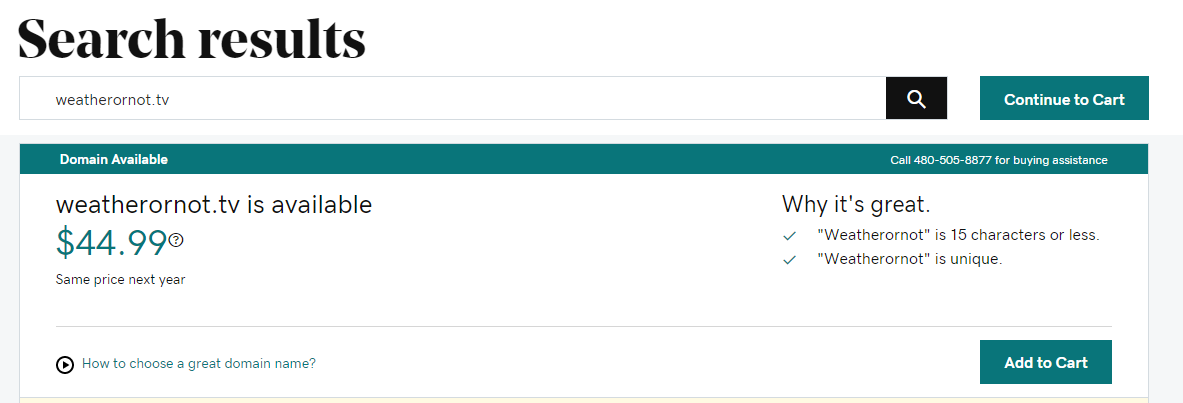 Search results
weatherornot.tv
Continue to Cart
Domain Available
Call 480-505-8877 for buying assistance
weatherornot.tv is available
$44.99?
Same price next year
Why it's great.
"Weatherornot" is 15 characters or less.
"Weatherornot" is unique.
How to choose a great domain name?
Add to Cart